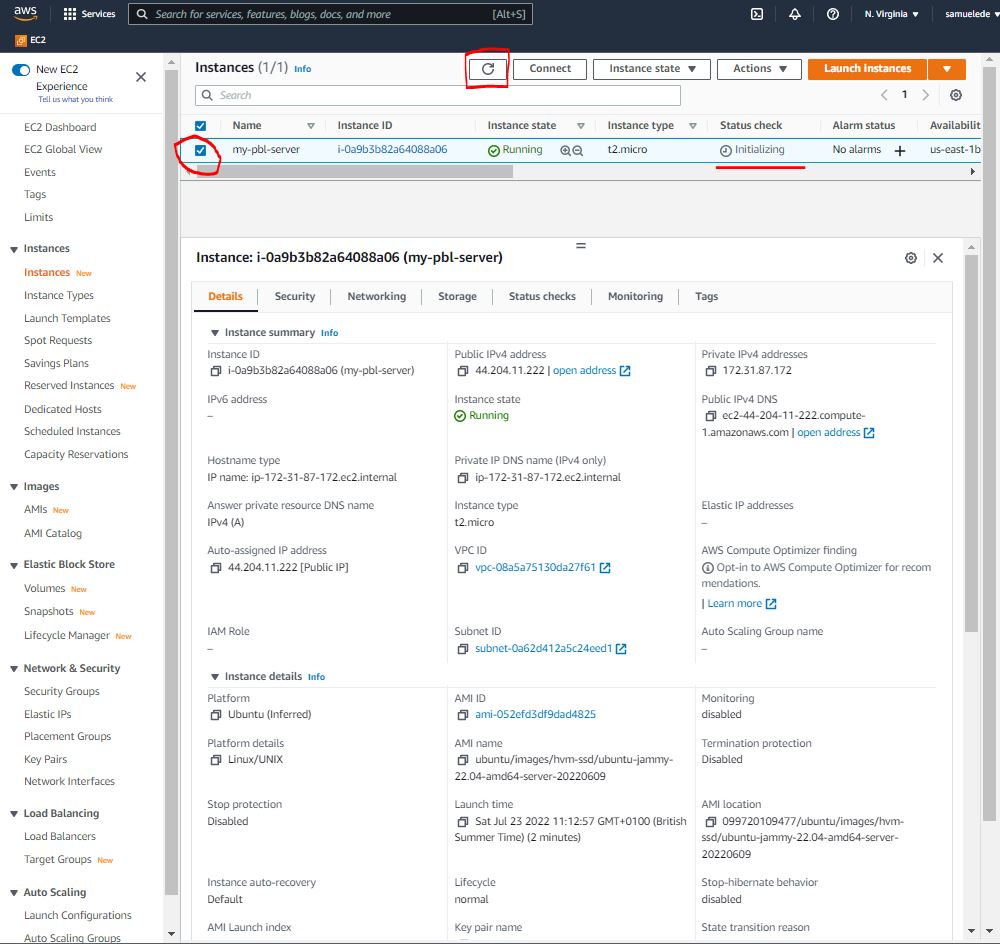 aws
Services
Search for services, features, blogs, docs, and more
[Alt+S]
N. Virginia
samuelede
EC2
New EC2
Experience
Tell us what you think
EC2 Dashboard
EC2 Global View
Events
Tags
Limits
Instances
Instances New
Instance Types
Launch Templates
Spot Requests
Savings Plans
Reserved Instances New
Dedicated Hosts
Scheduled Instances
Capacity Reservations
Images
AMIs New
AMI Catalog
Elastic Block Store
Volumes New
Snapshots New
Lifecycle Manager New
Network & Security
Security Groups
Elastic IPs
Placement Groups
Key Pairs
Network Interfaces
Load Balancing
Load Balancers
Target Groups New
Auto Scaling
Launch Configurations
Auto Scaling Groups
Instances (1/1) Info
Connect
Instance state
Actions
Launch instances
Search
1
Name
Instance ID
Instance state
Instance type
Status check
Alarm status
Availabilit
my-pbl-server
i-0a9b3b82a64088a06
Running
t2.micro
Initializing
No alarms +
us-east-1b
Instance: i-0a9b3b82a64088a06 (my-pbl-server)
Details
Security
Networking
Storage
Status checks
Monitoring
Tags
Instance summary Info
Instance ID
i-0a9b3b82a64088a06 (my-pbl-server)
Public IPv4 address
44.204.11.222 | open address
Private IPv4 addresses
172.31.87.172
IPv6 address
–
Instance state
Running
Public IPv4 DNS
ec2-44-204-11-222.compute-
1.amazonaws.com | open address
Hostname type
IP name: ip-172-31-87-172.ec2.internal
Private IP DNS name (IPv4 only)
ip-172-31-87-172.ec2.internal
Answer private resource DNS name
IPv4 (A)
Instance type
t2.micro
Elastic IP addresses
–
Auto-assigned IP address
44.204.11.222 [Public IP]
VPC ID
vpc-08a5a75130da27f61
AWS Compute Optimizer finding
Opt-in to AWS Compute Optimizer for recom
mendations.
| Learn more
IAM Role
–
Subnet ID
subnet-0a62d412a5c24eed1
Auto Scaling Group name
–
Instance details Info
Platform
Ubuntu (Inferred)
AMI ID
ami-052efd3df9dad4825
Monitoring
disabled
Platform details
Linux/UNIX
AMI name
ubuntu/images/hvm-ssd/ubuntu-jammy-
22.04-amd64-server-20220609
Termination protection
Disabled
Stop protection
Disabled
Launch time
Sat Jul 23 2022 11:12:57 GMT+0100 (British
Summer Time) (2 minutes)
AMI location
099720109477/ubuntu/images/hvm-
ssd/ubuntu-jammy-22.04-amd64-server-
20220609
Instance auto-recovery
Default
Lifecycle
normal
Stop-hibernate behavior
disabled
AMI Launch index
Key pair name
State transition reason